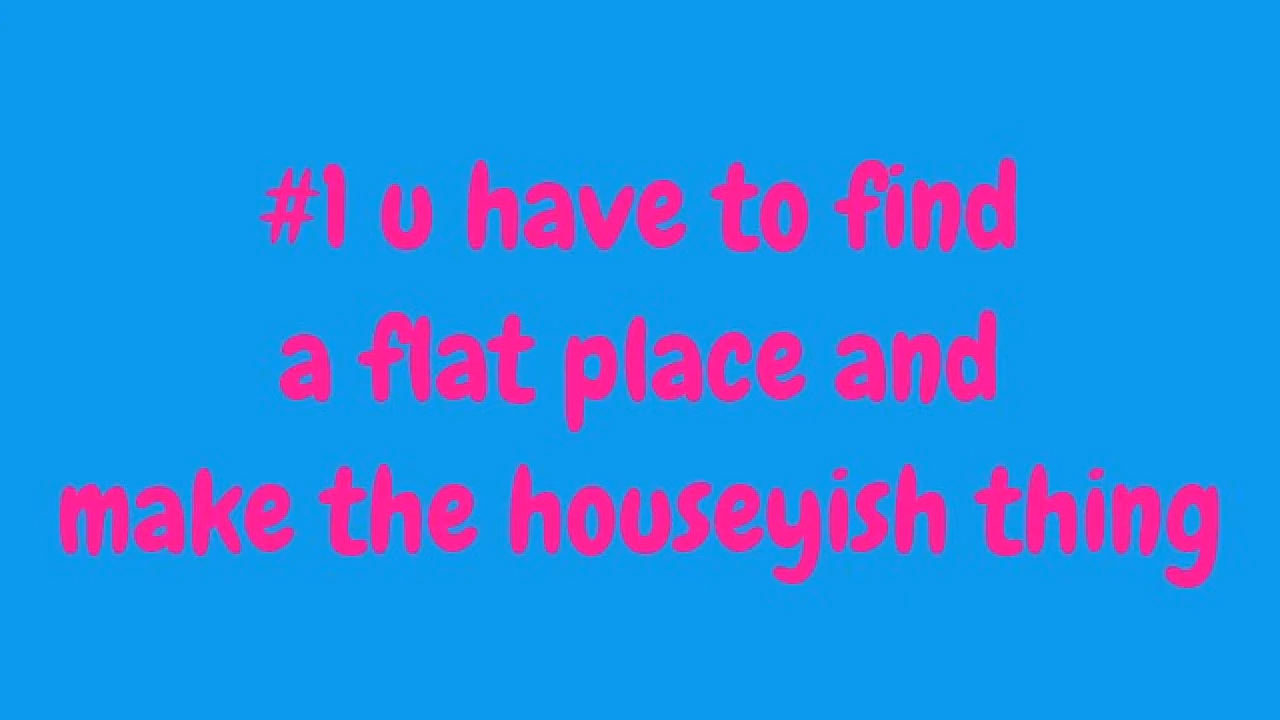 #1 u have to find
a flat place and
make the houseyish thing